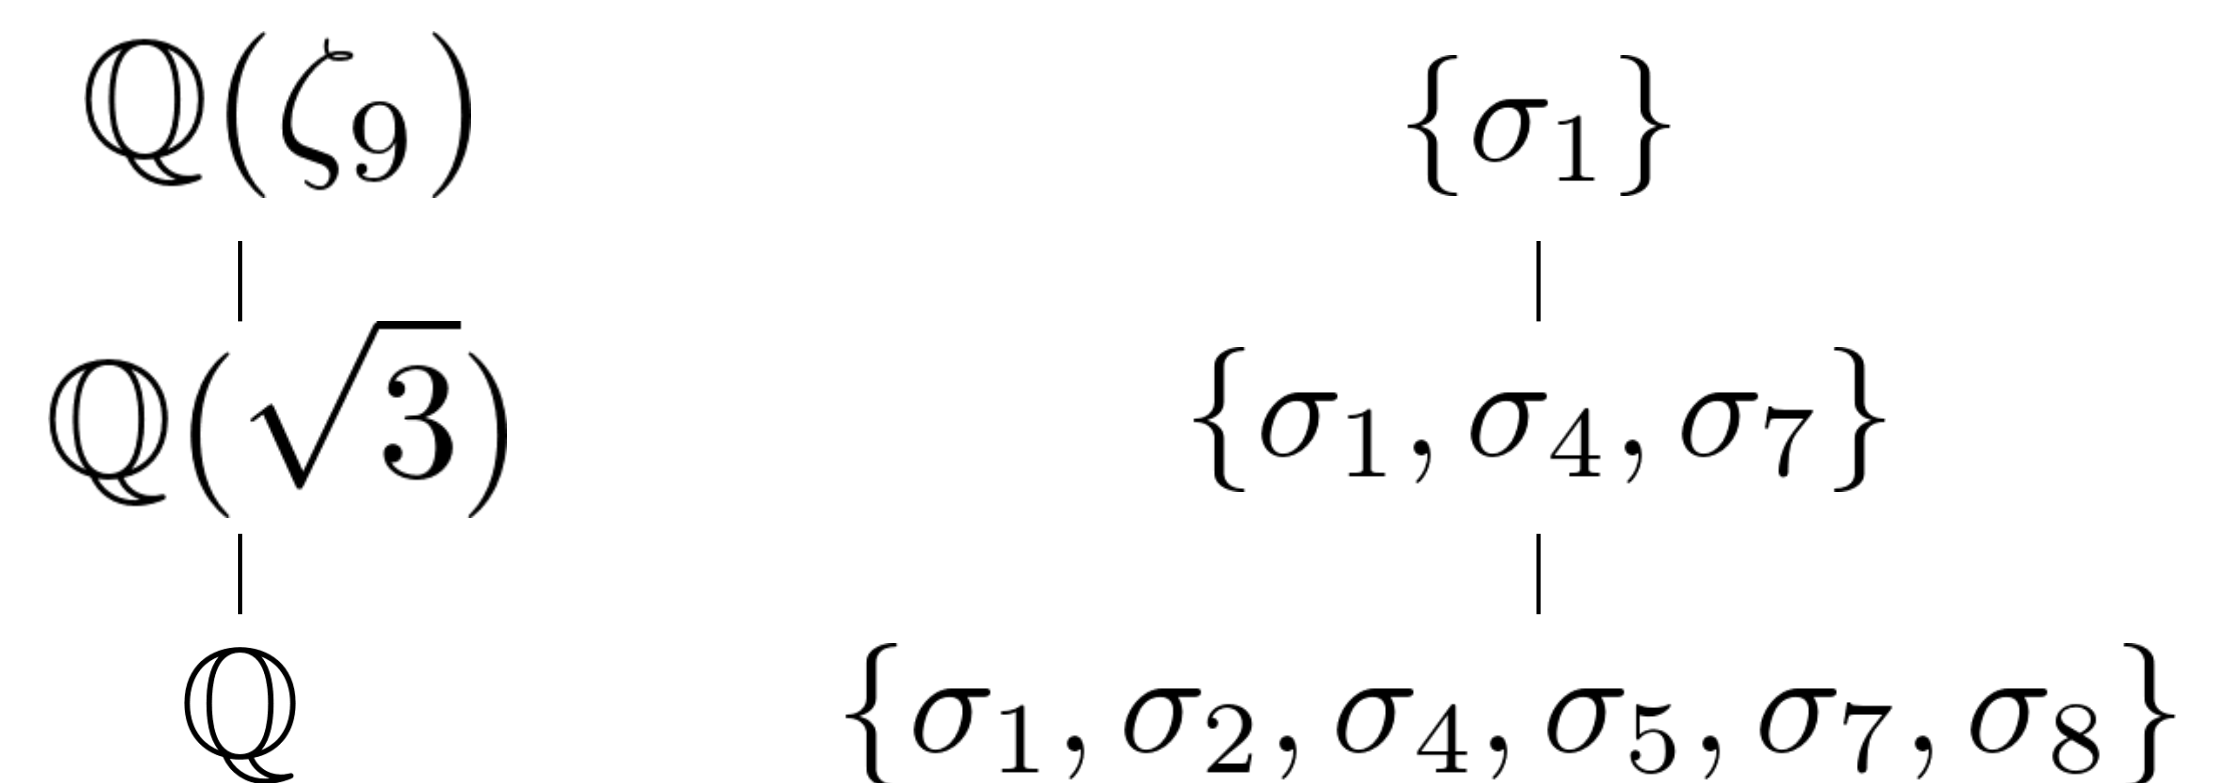 ℚ(ζ₉) {σ₁}
ℚ(√3) {σ₁, σ₄, σ₇}
ℚ {σ₁, σ₂, σ₄, σ₅, σ₇, σ₈}